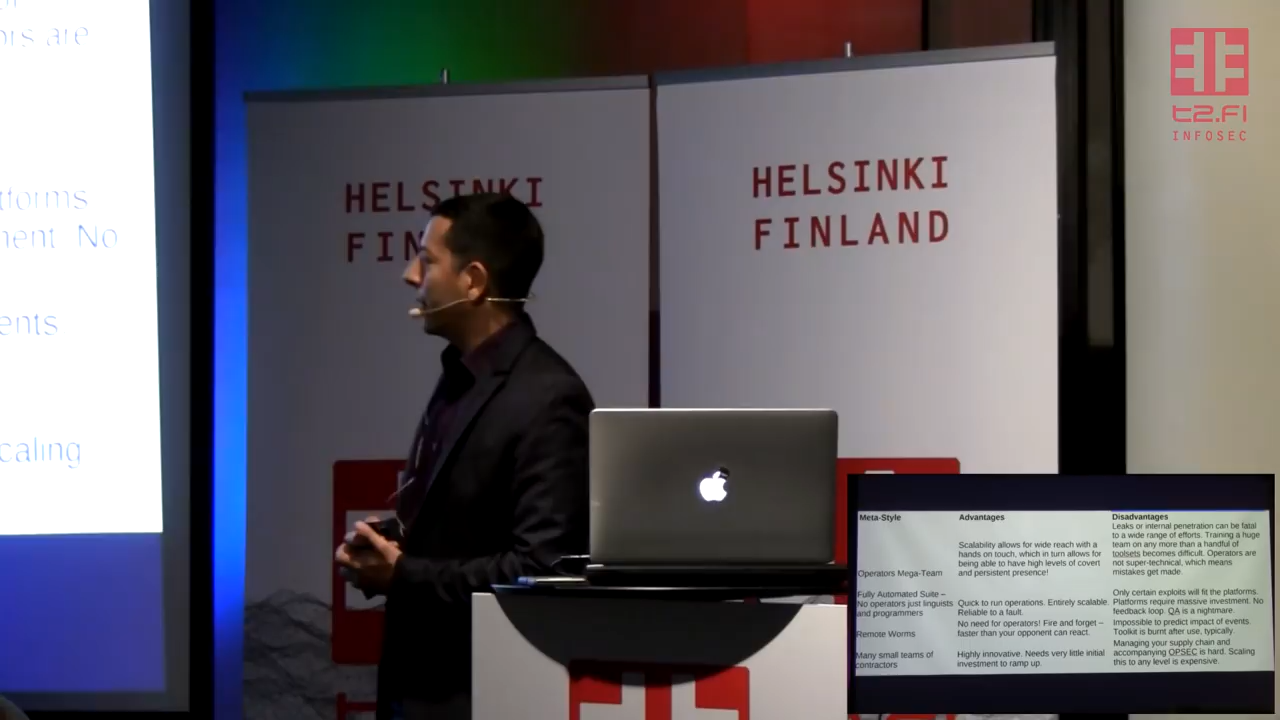 ors are
tforms
nent No
ents
caling
HELSINKI
FIN
HELSINKI
FINLAND
t2.fi
INFOSEC
Meta-Style Advantages Disadvantages
Operators Mega-Team
Scalability allows for wide reach with a
hands on touch, which in turn allows for
being able to have high levels of covert
and persistent presence!
Leaks or internal penetration can be fatal
to a wide range of efforts. Training a huge
team on any more than a handful of
toolsets becomes difficult. Operators are
not super-technical, which means
mistakes get made.
Fully Automated Suite –
No operators just linguists
and programmers
Quick to run operations. Entirely scalable.
Reliable to a fault.
Only certain exploits will fit the platforms.
Platforms require massive investment. No
feedback loop. QA is a nightmare.
Remote Worms
No need for operators! Fire and forget –
faster than your opponent can react.
Impossible to predict impact of events.
Toolkit is burnt after use, typically.
Many small teams of
contractors
Highly innovative. Needs very little initial
investment to ramp up.
Managing your supply chain and
accompanying OPSEC is hard. Scaling
this to any level is expensive.